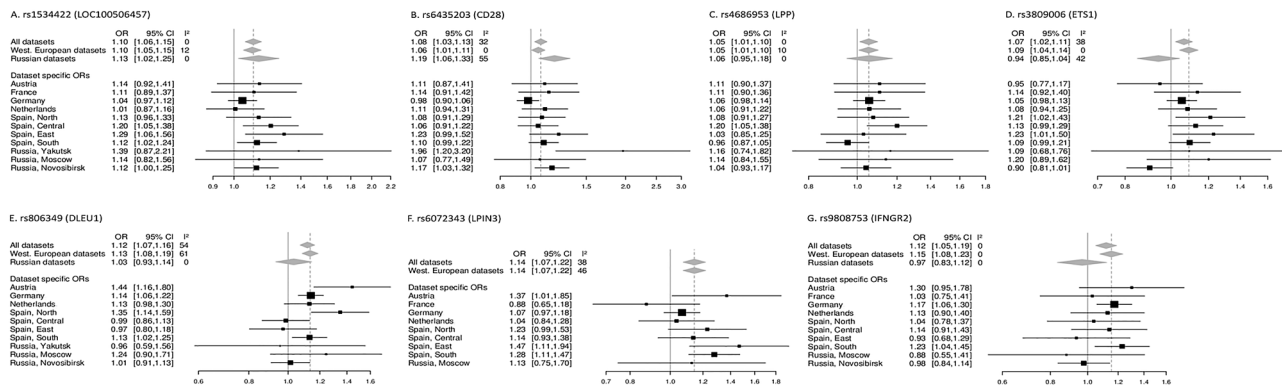 A. rs1534422 (LOC100506457)
OR 95% CI I²
All datasets 1.10 [1.06,1.15] 0
West. European datasets 1.10 [1.05,1.15] 12
Russian datasets 1.13 [1.02,1.25] 0
Dataset specific ORs
Austria 1.14 [0.92,1.41]
France 1.11 [0.89,1.37]
Germany 1.04 [0.97,1.12]
Netherlands 1.01 [0.87,1.16]
Spain, North 1.13 [0.96,1.33]
Spain, Central 1.20 [1.05,1.38]
Spain, East 1.29 [1.06,1.56]
Spain, South 1.12 [1.02,1.24]
Russia, Yakutsk 1.39 [0.87,2.21]
Russia, Moscow 1.14 [0.82,1.56]
Russia, Novosibirsk 1.12 [1.00,1.25]
0.9 1.0 1.2 1.4 1.6 1.8 2.0 2.2
B. rs6435203 (CD28)
OR 95% CI I²
1.08 [1.03,1.13] 32
1.06 [1.01,1.11] 0
1.19 [1.06,1.33] 55
1.11 [0.87,1.41]
1.14 [0.91,1.42]
0.98 [0.90,1.06]
1.11 [0.94,1.31]
1.08 [0.91,1.29]
1.06 [0.91,1.22]
1.23 [0.99,1.52]
1.10 [0.99,1.22]
1.96 [1.20,3.20]
1.07 [0.77,1.49]
1.17 [1.03,1.32]
0.8 1.0 1.5 2.0 2.5 3.0
C. rs4686953 (LPP)
OR 95% CI I²
1.05 [1.01,1.10] 0
1.05 [1.01,1.10] 0
1.06 [0.95,1.18] 0
1.11 [0.90,1.37]
1.11 [0.90,1.36]
1.06 [0.98,1.14]
1.06 [0.91,1.22]
1.08 [0.91,1.27]
1.20 [1.05,1.38]
1.03 [0.85,1.25]
0.96 [0.87,1.05]
1.16 [0.74,1.82]
1.14 [0.84,1.55]
1.04 [0.93,1.17]
0.7 0.8 1.0 1.2 1.4 1.6 1.8
D. rs3809006 (ETS1)
OR 95% CI I²
1.07 [1.02,1.11] 38
1.09 [1.04,1.14] 0
0.94 [0.85,1.04] 42
0.95 [0.77,1.17]
1.14 [0.92,1.40]
1.05 [0.98,1.13]
1.08 [0.94,1.25]
1.21 [1.02,1.43]
1.13 [0.99,1.29]
1.23 [1.01,1.50]
1.09 [0.99,1.21]
1.09 [0.68,1.76]
1.20 [0.89,1.62]
0.90 [0.81,1.01]
0.7 0.8 1.0 1.2 1.4 1.6
E. rs806349 (DLEU1)
OR 95% CI I²
All datasets 1.12 [1.07,1.16] 54
West. European datasets 1.13 [1.08,1.19] 61
Russian datasets 1.03 [0.93,1.14] 0
Dataset specific ORs
Austria 1.44 [1.16,1.80]
Germany 1.14 [1.06,1.22]
Netherlands 1.13 [0.98,1.30]
Spain, North 1.35 [1.14,1.59]
Spain, Central 0.99 [0.86,1.13]
Spain, East 0.97 [0.80,1.18]
Spain, South 1.13 [1.02,1.25]
Russia, Yakutsk 0.96 [0.59,1.56]
Russia, Moscow 1.24 [0.90,1.71]
Russia, Novosibirsk 1.01 [0.91,1.13]
0.6 0.8 1.0 1.2 1.4 1.6
F. rs6072343 (LPIN3)
OR 95% CI I²
All datasets 1.14 [1.07,1.22] 38
West. European datasets 1.14 [1.07,1.22] 46
Dataset specific ORs
Austria 1.37 [1.01,1.85]
France 0.88 [0.65,1.18]
Germany 1.07 [0.97,1.18]
Netherlands 1.04 [0.84,1.28]
Spain, North 1.23 [0.99,1.53]
Spain, Central 1.14 [0.93,1.38]
Spain, East 1.47 [1.11,1.94]
Spain, South 1.28 [1.11,1.47]
Russia, Moscow 1.13 [0.75,1.70]
0.6 0.8 1.0 1.2 1.4 1.6 1.8
G. rs9808753 (IFNGR2)
OR 95% CI I²
All datasets 1.12 [1.05,1.19] 0
West. European datasets 1.15 [1.08,1.23] 0
Russian datasets 0.97 [0.83,1.12] 0
Dataset specific ORs
Austria 1.30 [0.95,1.78]
France 1.03 [0.75,1.41]
Germany 1.17 [1.06,1.30]
Netherlands 1.13 [0.90,1.40]
Spain, North 1.04 [0.78,1.37]
Spain, Central 1.14 [0.91,1.43]
Spain, East 0.93 [0.68,1.29]
Spain, South 1.23 [1.04,1.45]
Russia, Moscow 0.88 [0.55,1.41]
Russia, Novosibirsk 0.98 [0.84,1.14]
0.6 0.8 1.0 1.2 1.4 1.6